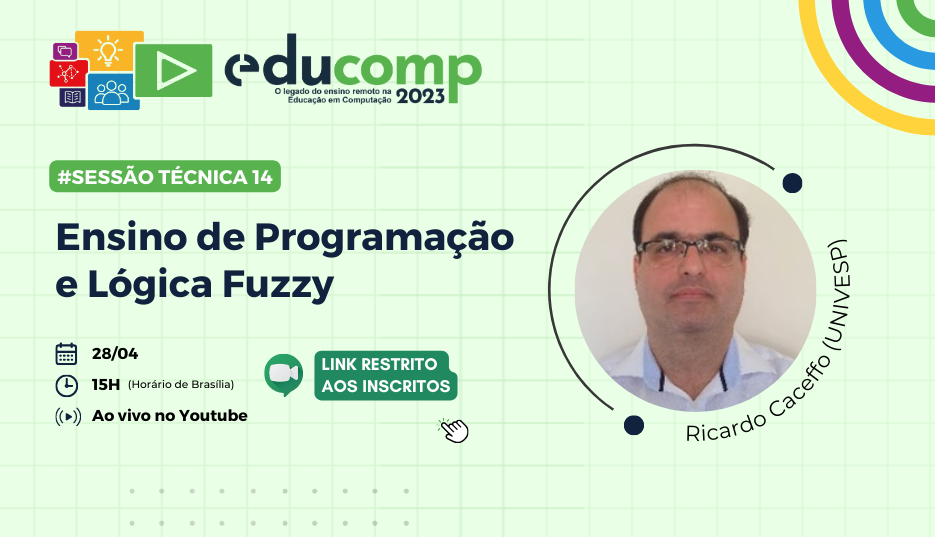 educomp
O legado do ensino remoto na
Educação em Computação
2023
#SESSÃO TÉCNICA 14
Ensino de Programação
e Lógica Fuzzy
28/04
15H (Horário de Brasília)
Ao vivo no Youtube
LINK RESTRITO
AOS INSCRITOS
Ricardo Caceffo (UNIVESP)